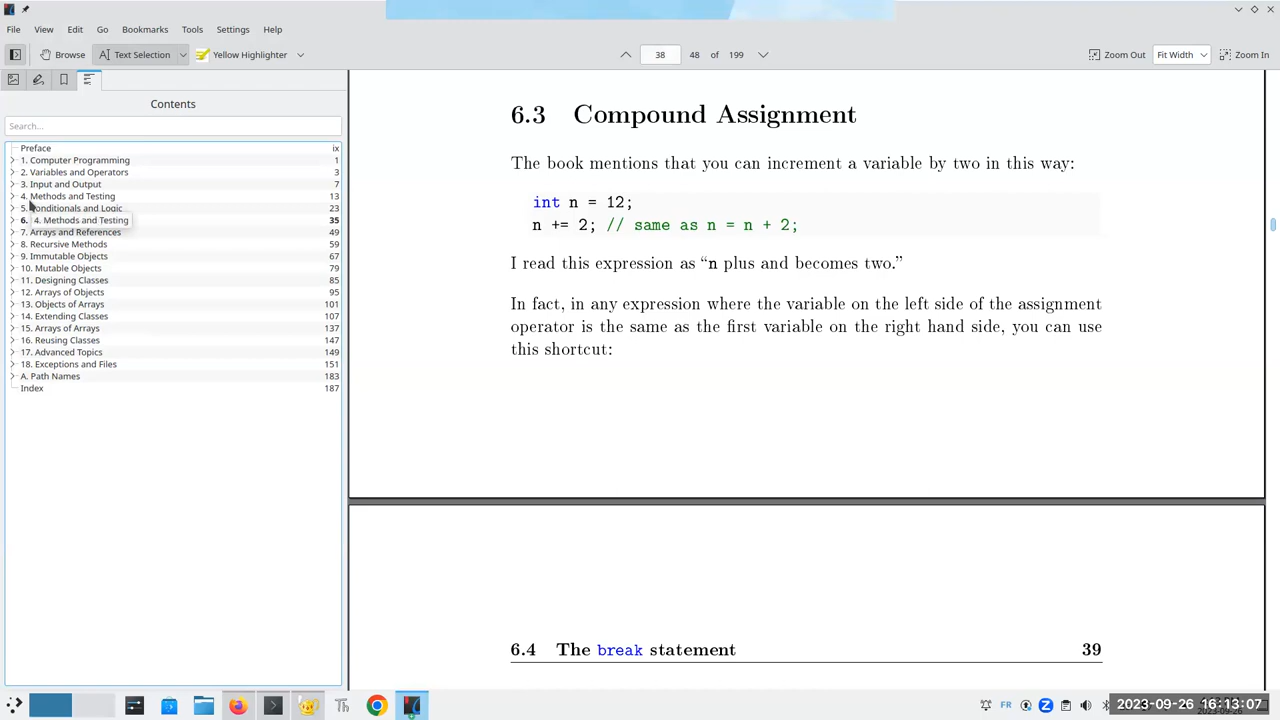 File View Edit Go Bookmarks Tools Settings Help
Browse Text Selection Yellow Highlighter 38 48 of 199 Zoom Out Fit Width Zoom In
Contents
Search...
Preface ix
1. Computer Programming 1
2. Variables and Operators 3
3. Input and Output 7
4. Methods and Testing 13
5. Conditionals and Logic 23
6. 4. Methods and Testing 35
7. Arrays and References 49
8. Recursive Methods 59
9. Immutable Objects 67
10. Mutable Objects 79
11. Designing Classes 85
12. Arrays of Objects 95
13. Objects of Arrays 101
14. Extending Classes 107
15. Arrays of Arrays 137
16. Reusing Classes 147
17. Advanced Topics 149
18. Exceptions and Files 151
A. Path Names 183
Index 187
6.3 Compound Assignment
The book mentions that you can increment a variable by two in this way:
int n = 12;
n += 2; // same as n = n + 2;
I read this expression as “n plus and becomes two.”
In fact, in any expression where the variable on the left side of the assignment
operator is the same as the first variable on the right hand side, you can use
this shortcut:
6.4 The break statement 39
FR
2023-09-26 16:13:07